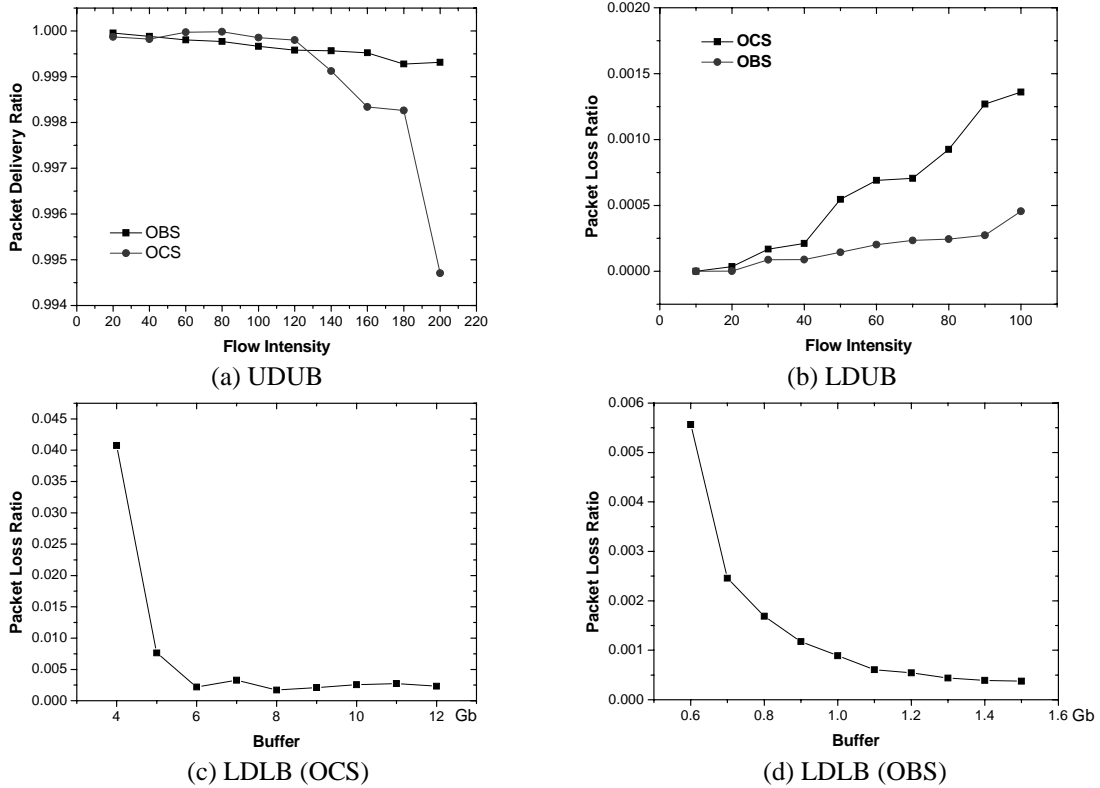 1.000
0.999
0.998
0.997
0.996
0.995
0.994
Packet Delivery Ratio
OBS
OCS
0 20 40 60 80 100 120 140 160 180 200 220
Flow Intensity
(a) UDUB
0.0020
0.0015
0.0010
0.0005
0.0000
Packet Loss Ratio
OCS
OBS
0 20 40 60 80 100
Flow Intensity
(b) LDUB
0.045
0.040
0.035
0.030
0.025
0.020
0.015
0.010
0.005
0.000
Packet Loss Ratio
4 6 8 10 12 Gb
Buffer
(c) LDLB (OCS)
0.006
0.005
0.004
0.003
0.002
0.001
0.000
Packet Loss Ratio
0.6 0.8 1.0 1.2 1.4 1.6 Gb
Buffer
(d) LDLB (OBS)